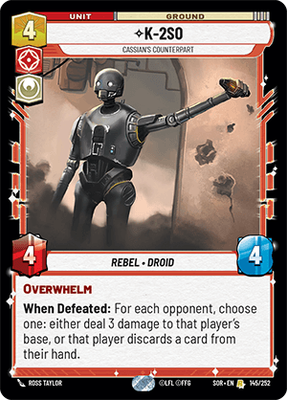 UNIT
GROUND
4
✧K-2SO
CASSIAN'S COUNTERPART
4
REBEL • DROID
4
OVERWHELM
When Defeated: For each opponent, choose
one: either deal 3 damage to that player's
base, or that player discards a card from
their hand.
ROSS TAYLOR
©LFL ©FFG
SOR • EN
145/252